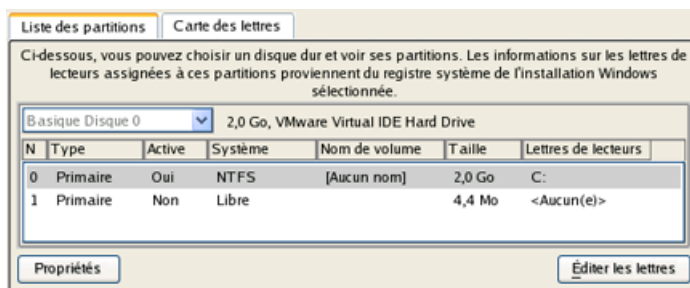 Liste des partitions Carte des lettres
Ci-dessous, vous pouvez choisir un disque dur et voir ses partitions. Les informations sur les lettres de
lecteurs assignées à ces partitions proviennent du registre système de l'installation Windows
sélectionnée.
Basique Disque 0 2,0 Go, VMware Virtual IDE Hard Drive
N Type Active Système Nom de volume Taille Lettres de lecteurs
0 Primaire Oui NTFS [Aucun nom] 2,0 Go C:
1 Primaire Non Libre 4,4 Mo <Aucun(e)>
Propriétés Éditer les lettres